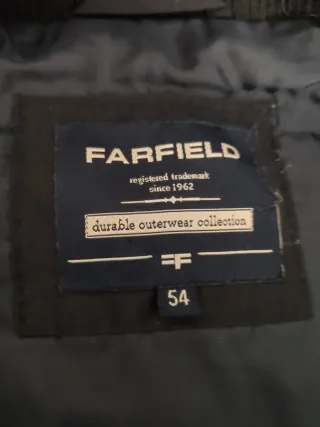 FARFIELD
registered trademark
since 1962
durable outerwear collection
FF
54